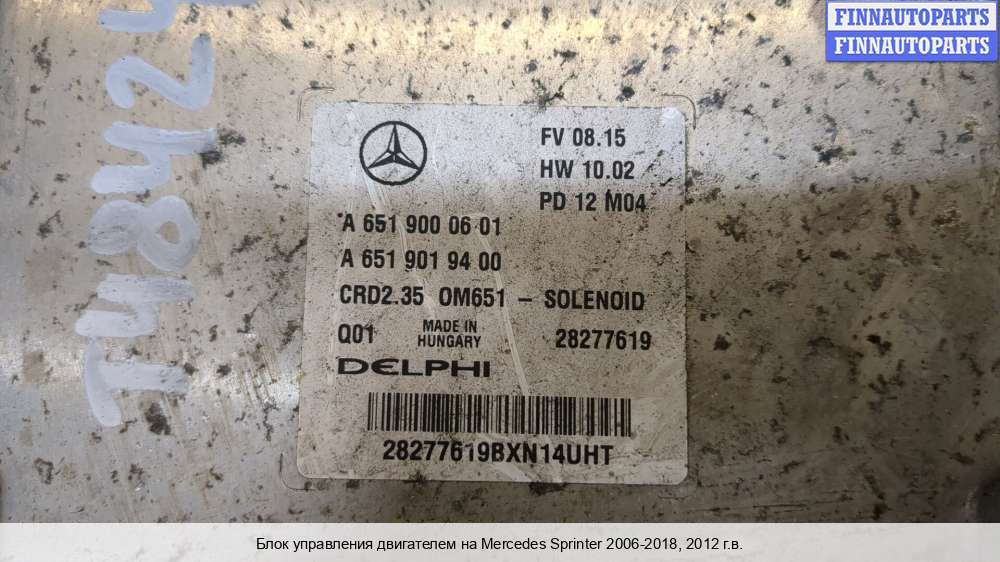 FINNAUTOPARTS
FINNAUTOPARTS
FV 08.15
HW 10.02
PD 12 M04
A 651 900 06 01
A 651 901 94 00
CRD2.35 OM651 – SOLENOID
Q01 MADE IN HUNGARY 28277619
DELPHI
28277619BXN14UHT
Блок управления двигателем на Mercedes Sprinter 2006-2018, 2012 г.в.